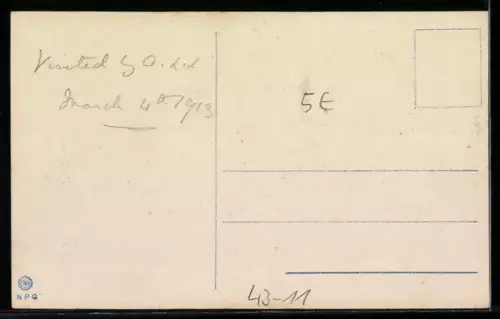 Visited by
March 4th 1913
5E
43-11
NPG